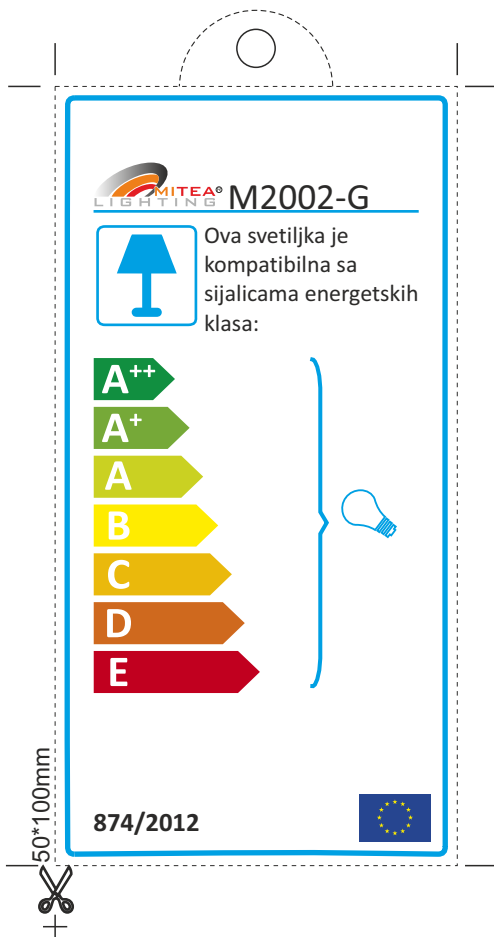 MITEA®
LIGHTING
M2002-G
Ova svetiljka je
kompatibilna sa
sijalicama energetskih
klasa:
A++
A+
A
B
C
D
E
874/2012
50*100mm